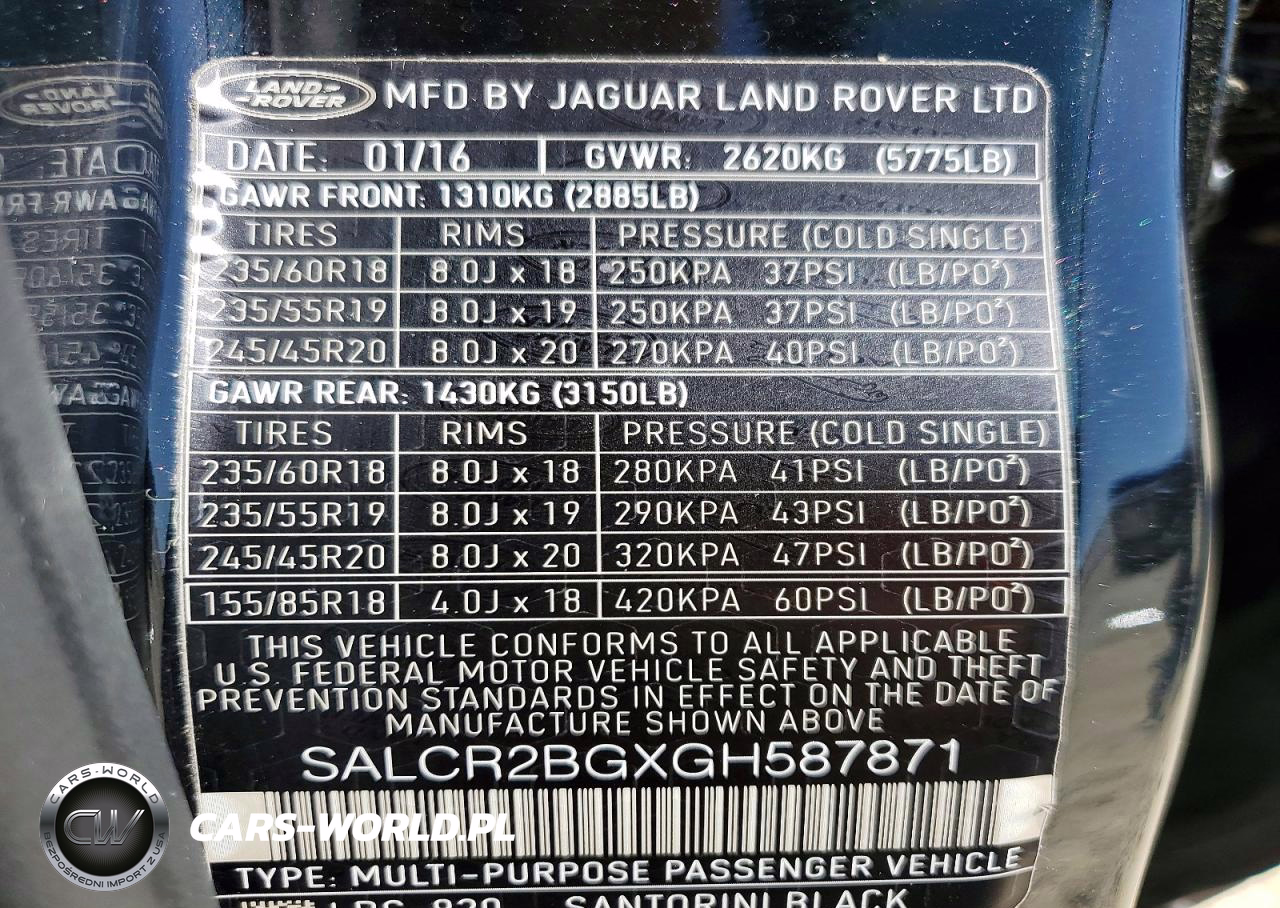 LAND-
-ROVER
MFD BY JAGUAR LAND ROVER LTD
DATE: 01/16 GVWR: 2620KG (5775LB)
GAWR FRONT: 1310KG (2885LB)
TIRES RIMS PRESSURE (COLD SINGLE)
235/60R18 8.0J x 18 250KPA 37PSI (LB/PO²)
235/55R19 8.0J x 19 250KPA 37PSI (LB/PO²)
245/45R20 8.0J x 20 270KPA 40PSI (LB/PO²)
GAWR REAR: 1430KG (3150LB)
TIRES RIMS PRESSURE (COLD SINGLE)
235/60R18 8.0J x 18 280KPA 41PSI (LB/PO²)
235/55R19 8.0J x 19 290KPA 43PSI (LB/PO²)
245/45R20 8.0J x 20 320KPA 47PSI (LB/PO²)
155/85R18 4.0J x 18 420KPA 60PSI (LB/PO²)
THIS VEHICLE CONFORMS TO ALL APPLICABLE
U.S. FEDERAL MOTOR VEHICLE SAFETY AND THEFT
PREVENTION STANDARDS IN EFFECT ON THE DATE OF
MANUFACTURE SHOWN ABOVE
SALCR2BGXGH587871
CARS-WORLD
CW
BEZPOŚREDNI IMPORT Z USA
CARS-WORLD.PL
TYPE: MULTI-PURPOSE PASSENGER VEHICLE
SANTORINI BLACK